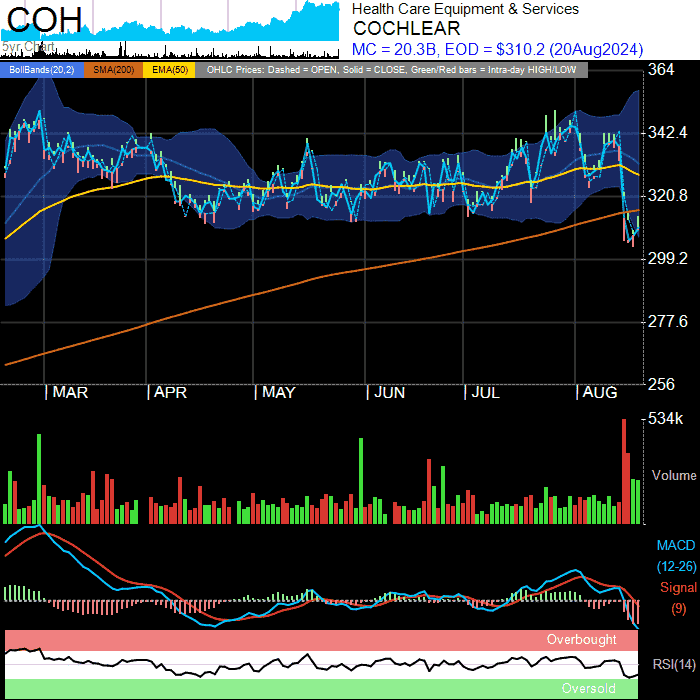 COH
5yr Chart
Health Care Equipment & Services
COCHLEAR
MC = 20.3B, EOD = $310.2 (20Aug2024)
BollBands(20,2) SMA(200) EMA(50) OHLC Prices: Dashed = OPEN, Solid = CLOSE, Green/Red bars = Intra-day HIGH/LOW
364
342.4
320.8
299.2
277.6
256
MAR APR MAY JUN JUL AUG
534k
Volume
MACD
(12-26)
Signal
(9)
Overbought
RSI(14)
Oversold